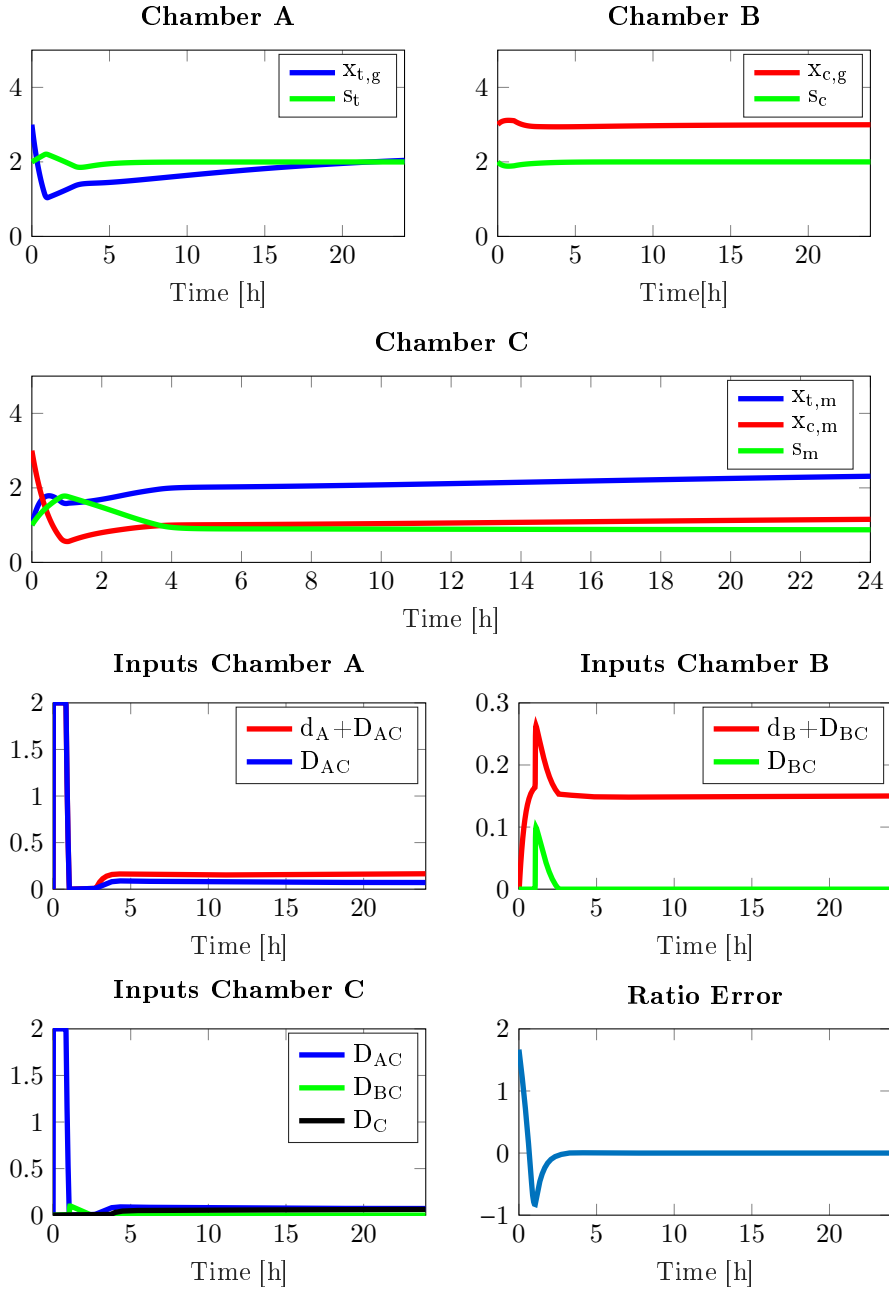 Chamber A
Chamber B
4
2
0
x_{t,g}
s_t
0 5 10 15 20
Time [h]
4
2
0
x_{c,g}
s_c
0 5 10 15 20
Time[h]
Chamber C
4
2
0
x_{t,m}
x_{c,m}
s_m
0 2 4 6 8 10 12 14 16 18 20 22 24
Time [h]
Inputs Chamber A
2
1.5
1
0.5
0
d_A+D_{AC}
D_{AC}
0 5 10 15 20
Time [h]
Inputs Chamber B
0.3
0.2
0.1
0
d_B+D_{BC}
D_{BC}
0 5 10 15 20
Time [h]
Inputs Chamber C
2
1.5
1
0.5
0
D_{AC}
D_{BC}
D_C
0 5 10 15 20
Time [h]
Ratio Error
2
1
0
−1
0 5 10 15 20
Time [h]